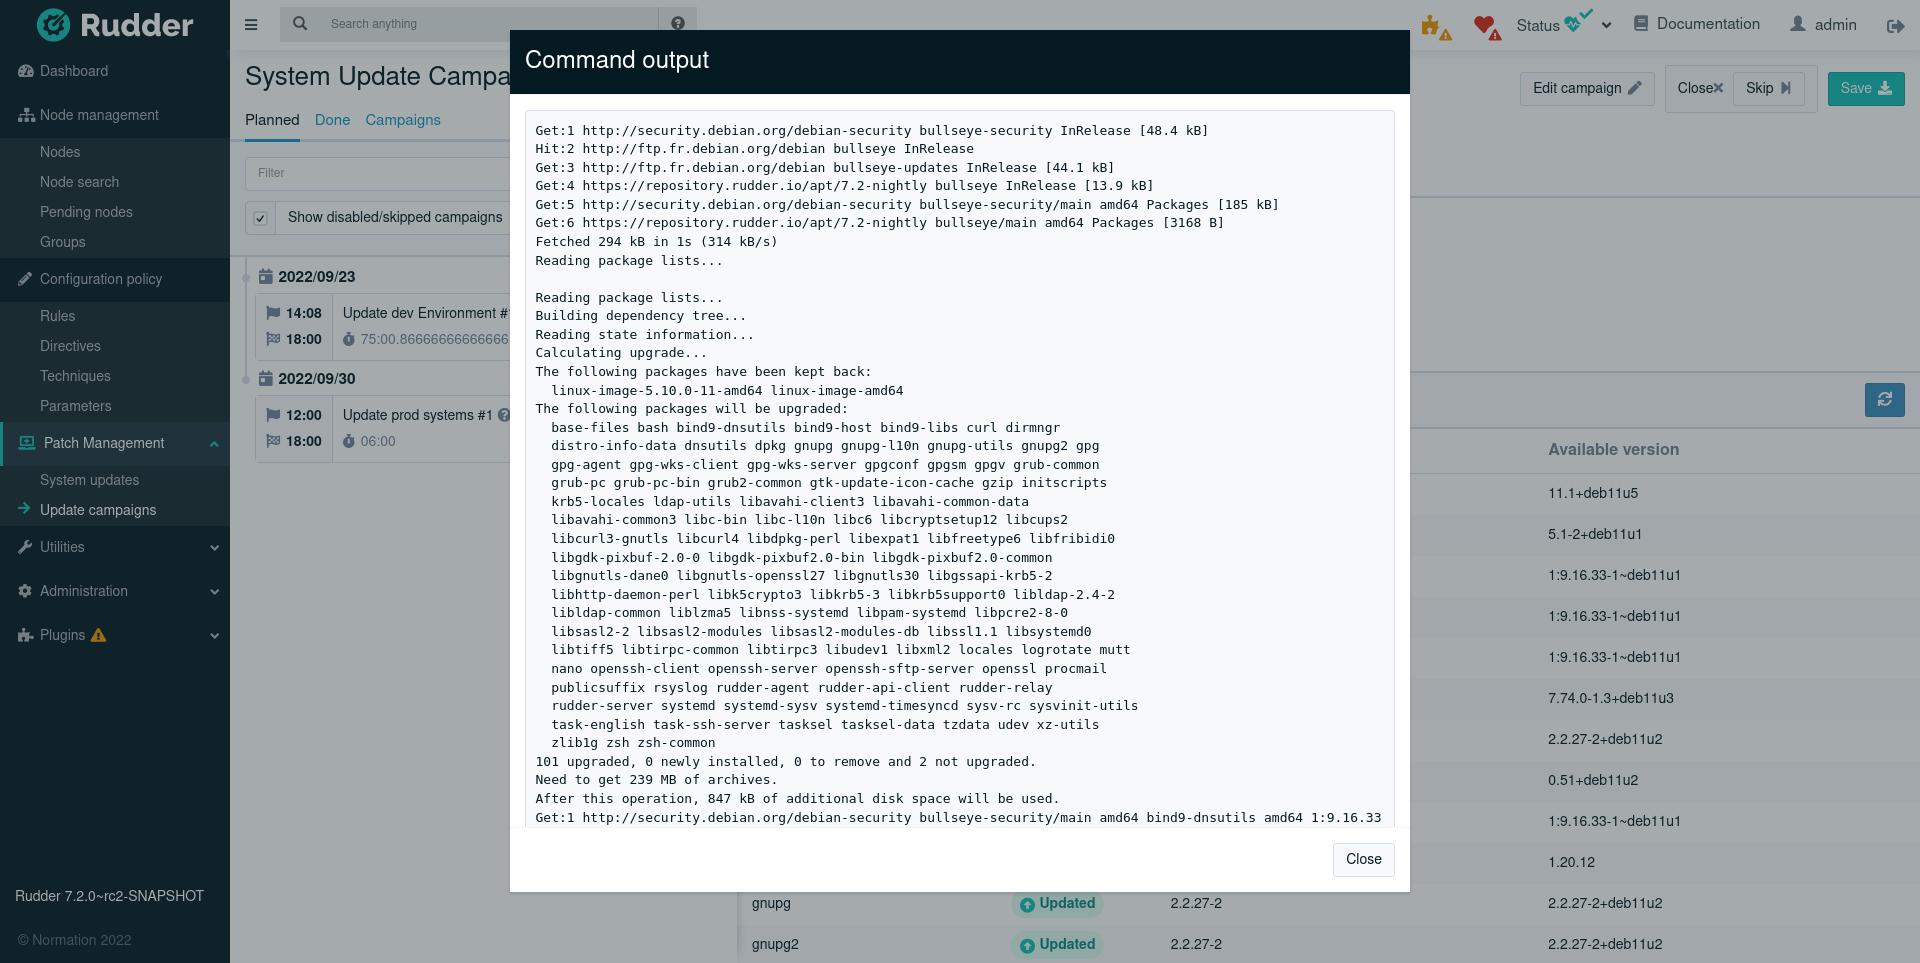 Rudder
Search anything
Status
Documentation
admin
Dashboard
Node management
Nodes
Node search
Pending nodes
Groups
Configuration policy
Rules
Directives
Techniques
Parameters
Patch Management
System updates
Update campaigns
Utilities
Administration
Plugins
Rudder 7.2.0~rc2-SNAPSHOT
© Normation 2022
System Update Campa
Planned Done Campaigns
Filter
Show disabled/skipped campaigns
2022/09/23
14:08 Update dev Environment #
18:00 75:00.86666666666666
2022/09/30
12:00 Update prod systems #1
18:00 06:00
Edit campaign
Close
Skip
Save
Command output
Get:1 http://security.debian.org/debian-security bullseye-security InRelease [48.4 kB]
Hit:2 http://ftp.fr.debian.org/debian bullseye InRelease
Get:3 http://ftp.fr.debian.org/debian bullseye-updates InRelease [44.1 kB]
Get:4 https://repository.rudder.io/apt/7.2-nightly bullseye InRelease [13.9 kB]
Get:5 http://security.debian.org/debian-security bullseye-security/main amd64 Packages [185 kB]
Get:6 https://repository.rudder.io/apt/7.2-nightly bullseye/main amd64 Packages [3168 B]
Fetched 294 kB in 1s (314 kB/s)
Reading package lists...
Reading package lists...
Building dependency tree...
Reading state information...
Calculating upgrade...
The following packages have been kept back:
linux-image-5.10.0-11-amd64 linux-image-amd64
The following packages will be upgraded:
base-files bash bind9-dnsutils bind9-host bind9-libs curl dirmngr
distro-info-data dnsutils dpkg gnupg gnupg-l10n gnupg-utils gnupg2 gpg
gpg-agent gpg-wks-client gpg-wks-server gpgconf gpgsm gpgv grub-common
grub-pc grub-pc-bin grub2-common gtk-update-icon-cache gzip initscripts
krb5-locales ldap-utils libavahi-client3 libavahi-common-data
libavahi-common3 libc-bin libc-l10n libc6 libcryptsetup12 libcups2
libcurl3-gnutls libcurl4 libdpkg-perl libexpat1 libfreetype6 libfribidi0
libgdk-pixbuf-2.0-0 libgdk-pixbuf2.0-bin libgdk-pixbuf2.0-common
libgnutls-dane0 libgnutls-openssl27 libgnutls30 libgssapi-krb5-2
libhttp-daemon-perl libk5crypto3 libkrb5-3 libkrb5support0 libldap-2.4-2
libldap-common liblzma5 libnss-systemd libpam-systemd libpcre2-8-0
libsasl2-2 libsasl2-modules libsasl2-modules-db libssl1.1 libsystemd0
libtiff5 libtirpc-common libtirpc3 libudev1 libxml2 locales logrotate mutt
nano openssh-client openssh-server openssh-sftp-server openssl procmail
publicsuffix rsyslog rudder-agent rudder-api-client rudder-relay
rudder-server systemd systemd-sysv systemd-timesyncd sysv-rc sysvinit-utils
task-english task-ssh-server tasksel tasksel-data tzdata udev xz-utils
zlib1g zsh zsh-common
101 upgraded, 0 newly installed, 0 to remove and 2 not upgraded.
Need to get 239 MB of archives.
After this operation, 847 kB of additional disk space will be used.
Get:1 http://security.debian.org/debian-security bullseye-security/main amd64 bind9-dnsutils amd64 1:9.16.33
Close
Available version
11.1+deb11u5
5.1-2+deb11u1
1:9.16.33-1~deb11u1
1:9.16.33-1~deb11u1
1:9.16.33-1~deb11u1
7.74.0-1.3+deb11u3
2.2.27-2+deb11u2
0.51+deb11u2
1:9.16.33-1~deb11u1
1.20.12
gnupg Updated 2.2.27-2 2.2.27-2+deb11u2
gnupg2 Updated 2.2.27-2 2.2.27-2+deb11u2